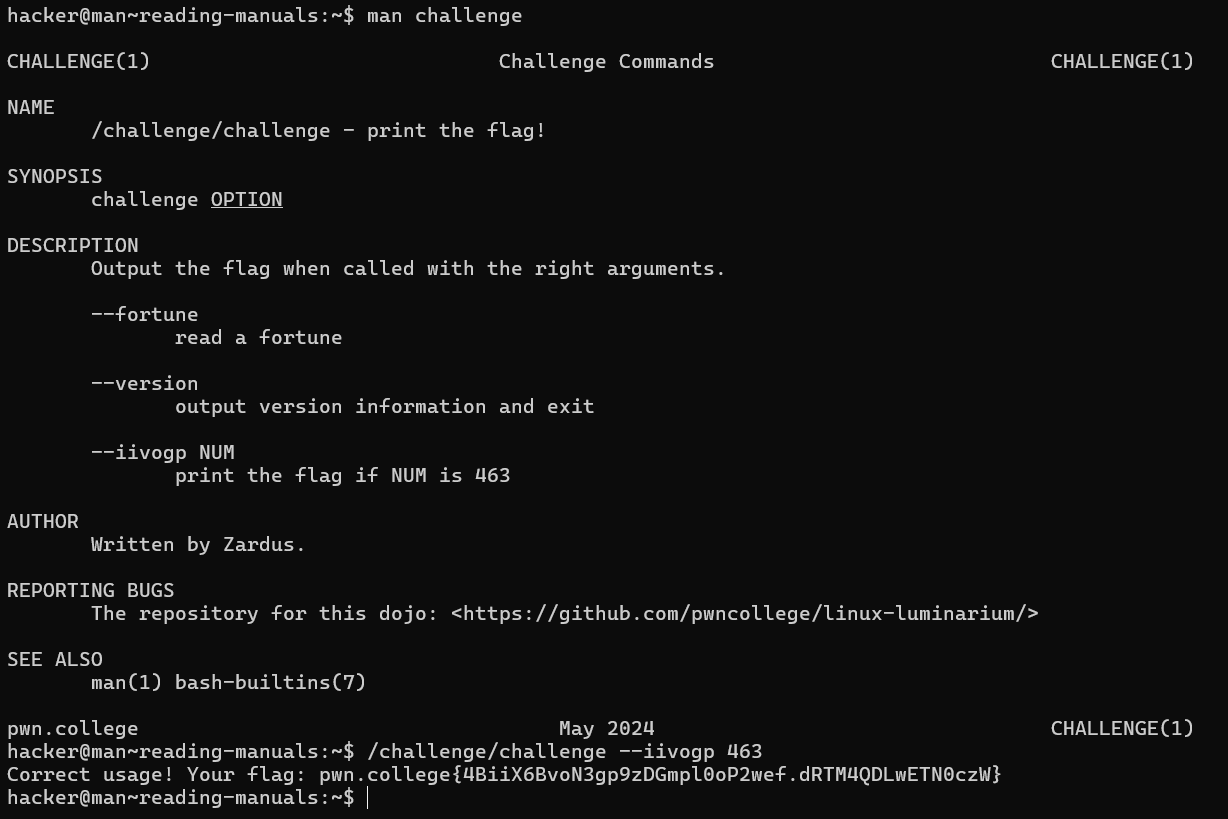 hacker@man~reading-manuals:~$ man challenge
CHALLENGE(1) Challenge Commands CHALLENGE(1)
NAME
/challenge/challenge - print the flag!
SYNOPSIS
challenge OPTION
DESCRIPTION
Output the flag when called with the right arguments.
--fortune
read a fortune
--version
output version information and exit
--iivogp NUM
print the flag if NUM is 463
AUTHOR
Written by Zardus.
REPORTING BUGS
The repository for this dojo: <https://github.com/pwncollege/linux-luminarium/>
SEE ALSO
man(1) bash-builtins(7)
pwn.college May 2024 CHALLENGE(1)
hacker@man~reading-manuals:~$ /challenge/challenge --iivogp 463
Correct usage! Your flag: pwn.college{4BiiX6BvoN3gp9zDGmpl0oP2wef.dRTM4QDLwETN0czW}
hacker@man~reading-manuals:~$